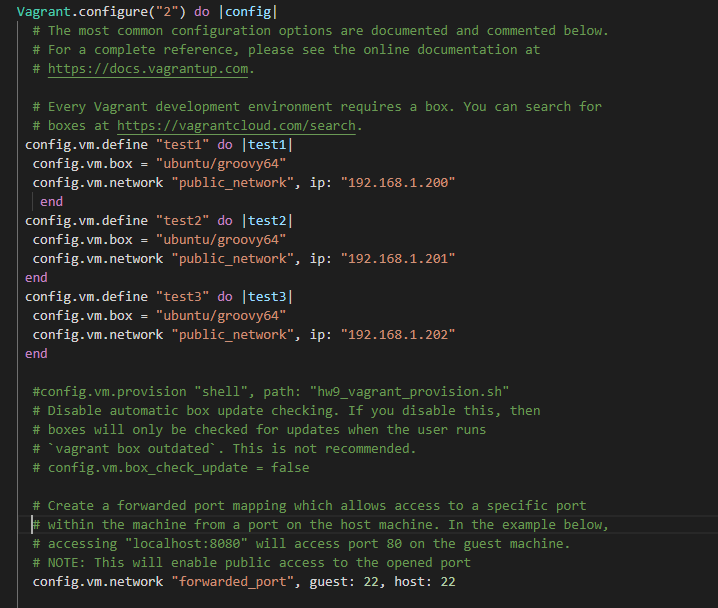 Vagrant.configure("2") do |config|
# The most common configuration options are documented and commented below.
# For a complete reference, please see the online documentation at
# https://docs.vagrantup.com.
# Every Vagrant development environment requires a box. You can search for
# boxes at https://vagrantcloud.com/search.
config.vm.define "test1" do |test1|
config.vm.box = "ubuntu/groovy64"
config.vm.network "public_network", ip: "192.168.1.200"
end
config.vm.define "test2" do |test2|
config.vm.box = "ubuntu/groovy64"
config.vm.network "public_network", ip: "192.168.1.201"
end
config.vm.define "test3" do |test3|
config.vm.box = "ubuntu/groovy64"
config.vm.network "public_network", ip: "192.168.1.202"
end
#config.vm.provision "shell", path: "hw9_vagrant_provision.sh"
# Disable automatic box update checking. If you disable this, then
# boxes will only be checked for updates when the user runs
# `vagrant box outdated`. This is not recommended.
# config.vm.box_check_update = false
# Create a forwarded port mapping which allows access to a specific port
# within the machine from a port on the host machine. In the example below,
# accessing "localhost:8080" will access port 80 on the guest machine.
# NOTE: This will enable public access to the opened port
config.vm.network "forwarded_port", guest: 22, host: 22